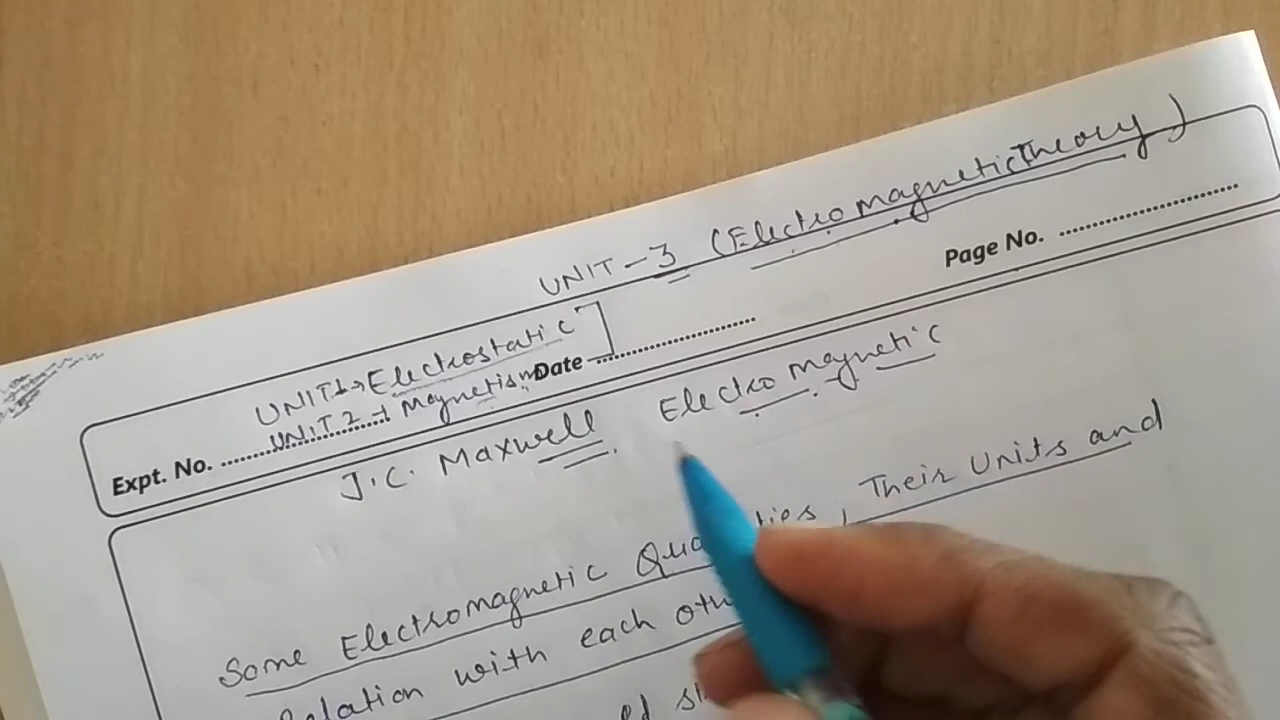 UNIT-3 (Electromagnetic Theory)
UNIT1→Electrostatic
UNIT 2→ Magnetism
Expt. No. Date Page No.
J.C. Maxwell Electromagnetic
Some Electromagnetic Quantities, Their Units and
Relation with each